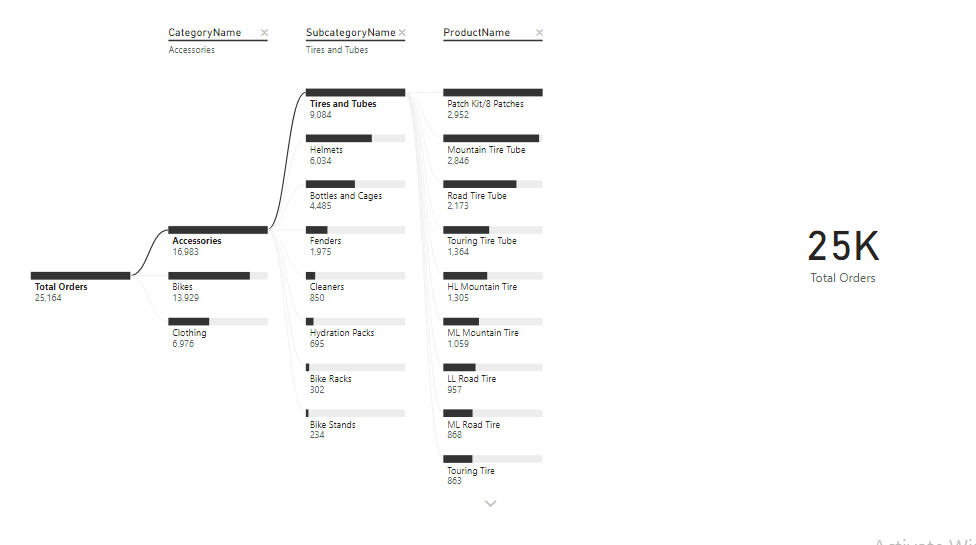 CategoryName
Accessories
SubcategoryName
Tires and Tubes
ProductName
Total Orders
25,164
Accessories
16,983
Bikes
13,929
Clothing
6,976
Tires and Tubes
9,084
Helmets
6,034
Bottles and Cages
4,485
Fenders
1,975
Cleaners
850
Hydration Packs
695
Bike Racks
302
Bike Stands
234
Patch Kit/8 Patches
2,952
Mountain Tire Tube
2,846
Road Tire Tube
2,173
Touring Tire Tube
1,364
HL Mountain Tire
1,305
ML Mountain Tire
1,059
LL Road Tire
957
ML Road Tire
868
Touring Tire
863
25K
Total Orders